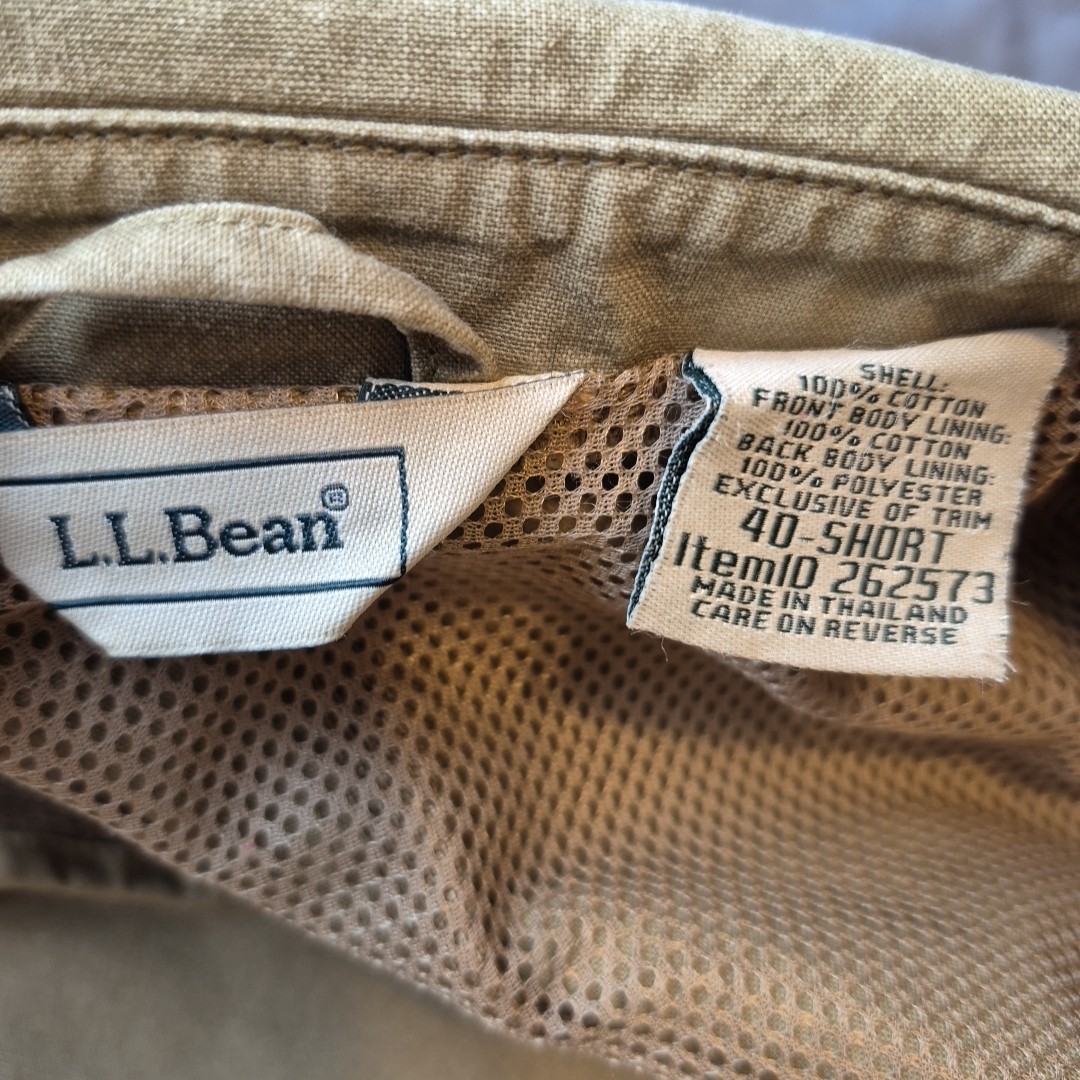 L.L.Bean®
SHELL:
100% COTTON
FRONT BODY LINING:
100% COTTON
BACK BODY LINING:
100% POLYESTER
EXCLUSIVE OF TRIM
40-SHORT
ItemID 262573
MADE IN THAILAND
CARE ON REVERSE